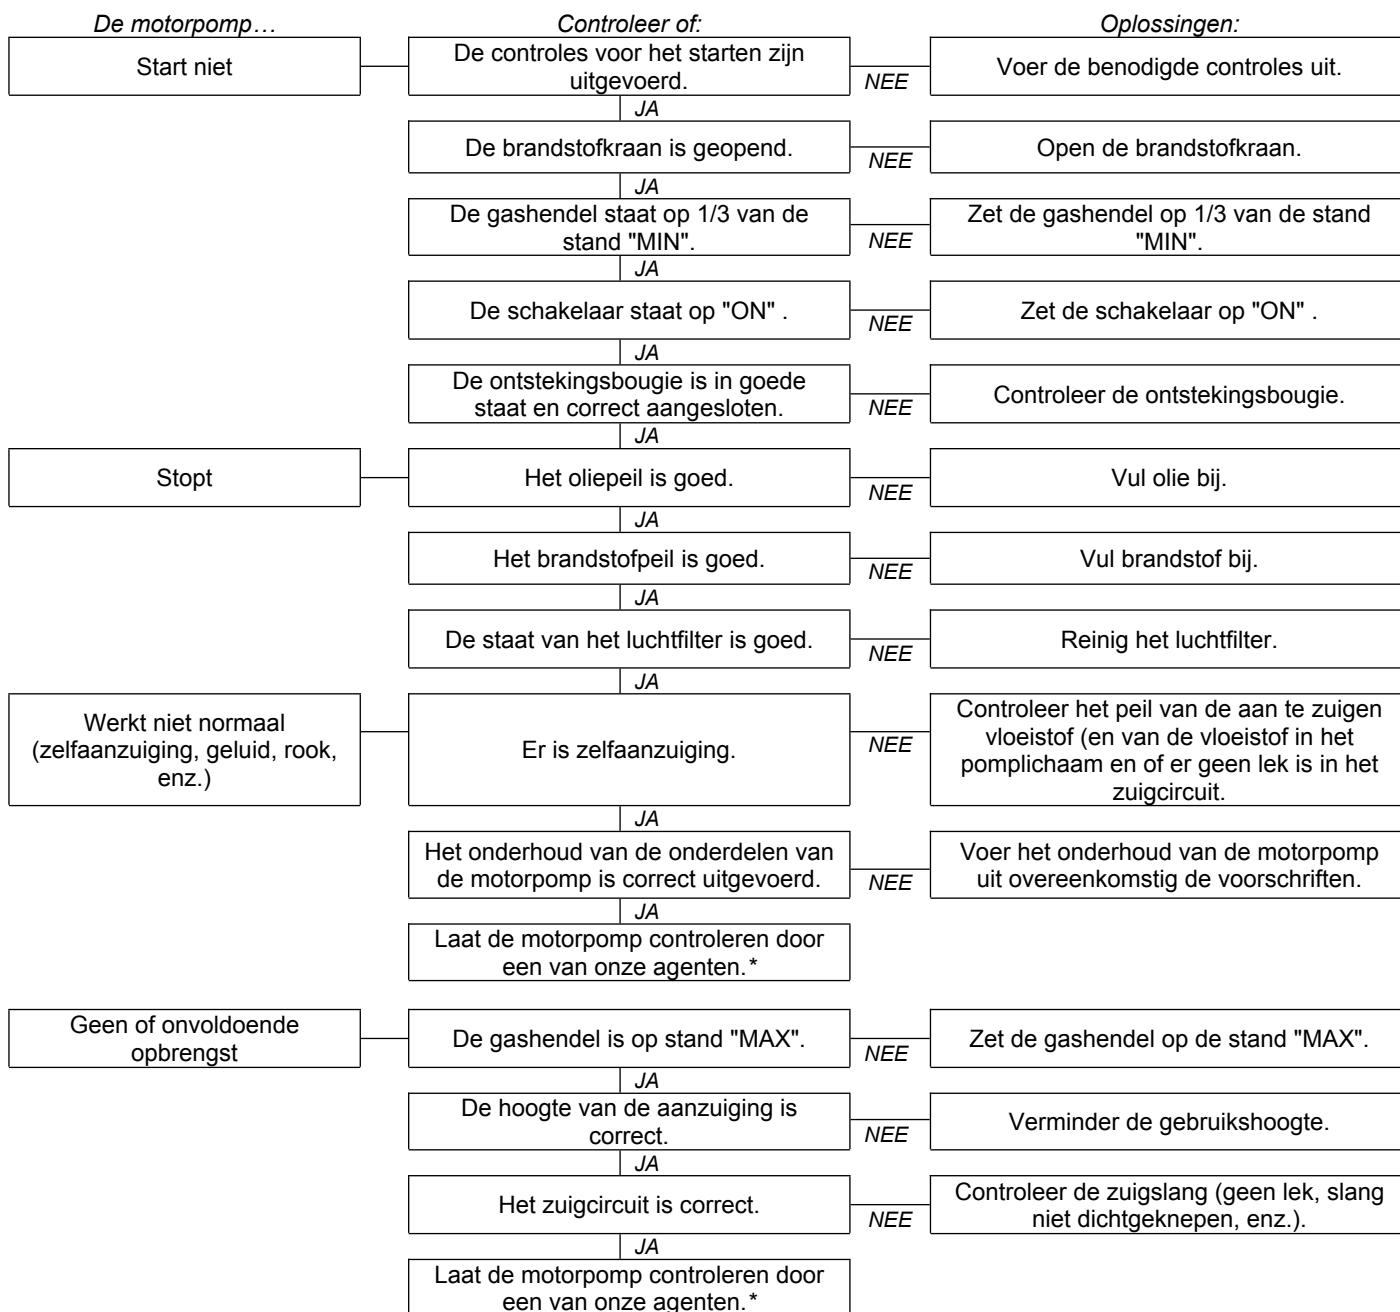 De motorpomp…
Controleer of:
Oplossingen:
Start niet
De controles voor het starten zijn
uitgevoerd.
NEE
Voer de benodigde controles uit.
JA
De brandstofkraan is geopend.
NEE
Open de brandstofkraan.
JA
De gashendel staat op 1/3 van de
stand "MIN".
NEE
Zet de gashendel op 1/3 van de stand
"MIN".
JA
De schakelaar staat op "ON" .
NEE
Zet de schakelaar op "ON" .
JA
De ontstekingsbougie is in goede
staat en correct aangesloten.
NEE
Controleer de ontstekingsbougie.
JA
Stopt
Het oliepeil is goed.
NEE
Vul olie bij.
JA
Het brandstofpeil is goed.
NEE
Vul brandstof bij.
JA
De staat van het luchtfilter is goed.
NEE
Reinig het luchtfilter.
JA
Werkt niet normaal
(zelfaanzuiging, geluid, rook,
enz.)
Er is zelfaanzuiging.
NEE
Controleer het peil van de aan te zuigen
vloeistof (en van de vloeistof in het
pomplichaam en of er geen lek is in het
zuigcircuit.
JA
Het onderhoud van de onderdelen van
de motorpomp is correct uitgevoerd.
NEE
Voer het onderhoud van de motorpomp
uit overeenkomstig de voorschriften.
JA
Laat de motorpomp controleren door
een van onze agenten.*
Geen of onvoldoende
opbrengst
De gashendel is op stand "MAX".
NEE
Zet de gashendel op de stand "MAX".
JA
De hoogte van de aanzuiging is
correct.
NEE
Verminder de gebruikshoogte.
JA
Het zuigcircuit is correct.
NEE
Controleer de zuigslang (geen lek, slang
niet dichtgeknepen, enz.).
JA
Laat de motorpomp controleren door
een van onze agenten.*